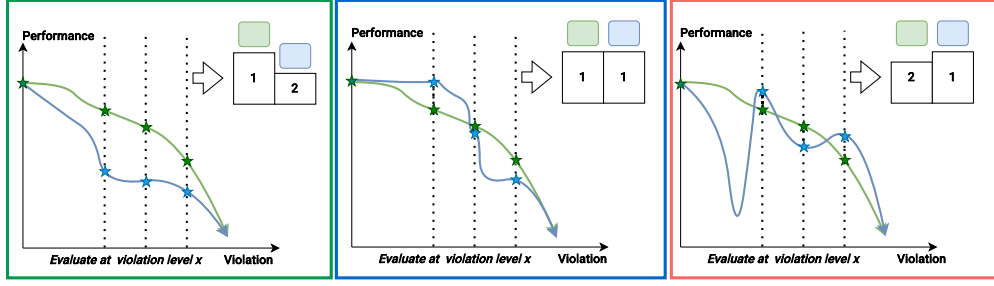 Performance
1
2
Evaluate at violation level x
Violation
Performance
1
1
Evaluate at violation level x
Violation
Performance
2
1
Evaluate at violation level x
Violation